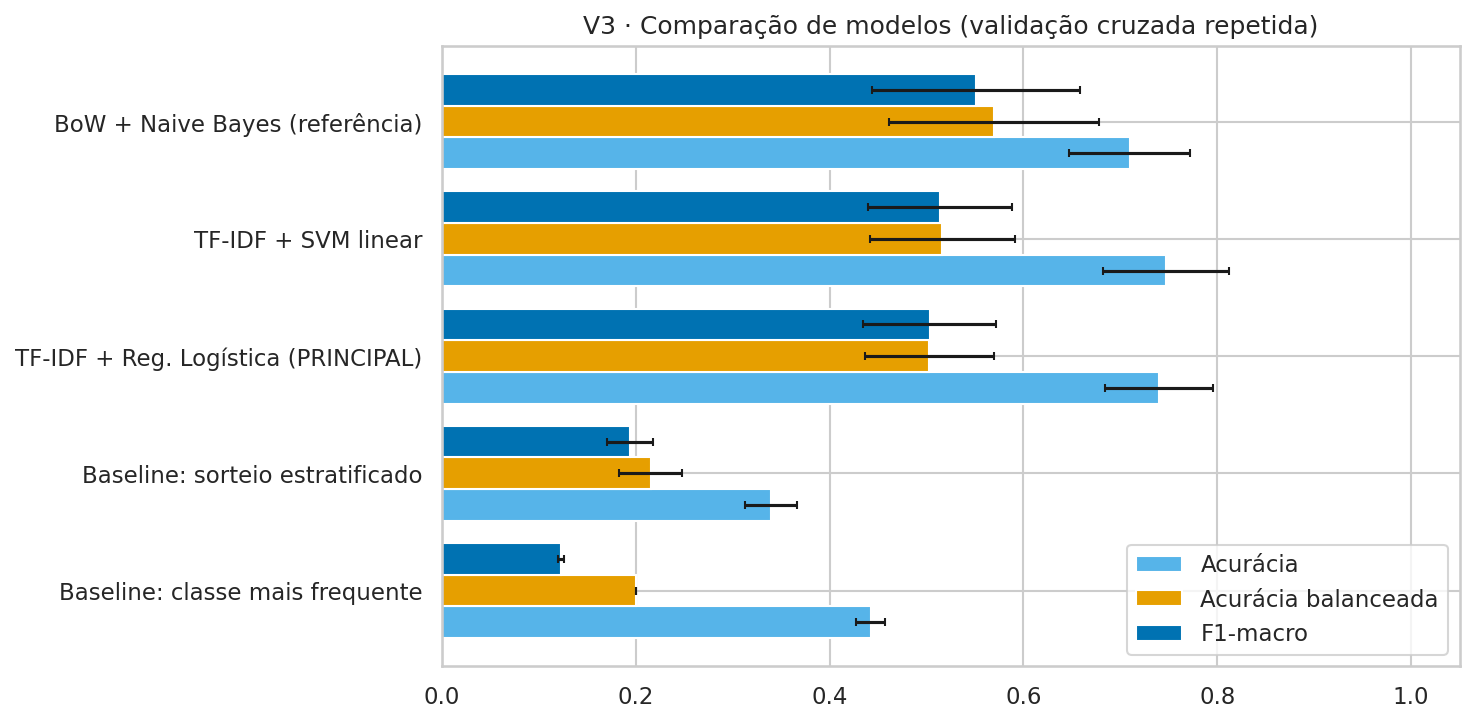 V3 · Comparação de modelos (validação cruzada repetida)
BoW + Naive Bayes (referência)
TF-IDF + SVM linear
TF-IDF + Reg. Logística (PRINCIPAL)
Baseline: sorteio estratificado
Baseline: classe mais frequente
Acurácia
Acurácia balanceada
F1-macro
0.0 0.2 0.4 0.6 0.8 1.0